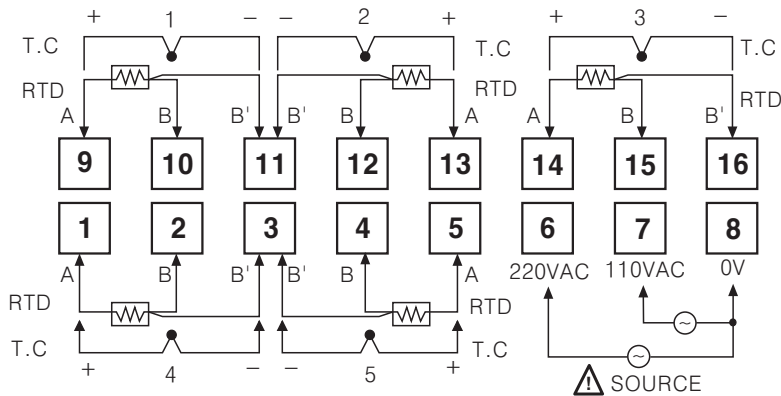 + 1 − − 2 + + 3 −
T.C T.C T.C
RTD RTD RTD
A B B' B' B A A B B'
9 10 11 12 13 14 15 16
1 2 3 4 5 6 7 8
A B B' B' B A 220VAC 110VAC 0V
RTD RTD
T.C T.C
+ 4 − − 5 + SOURCE